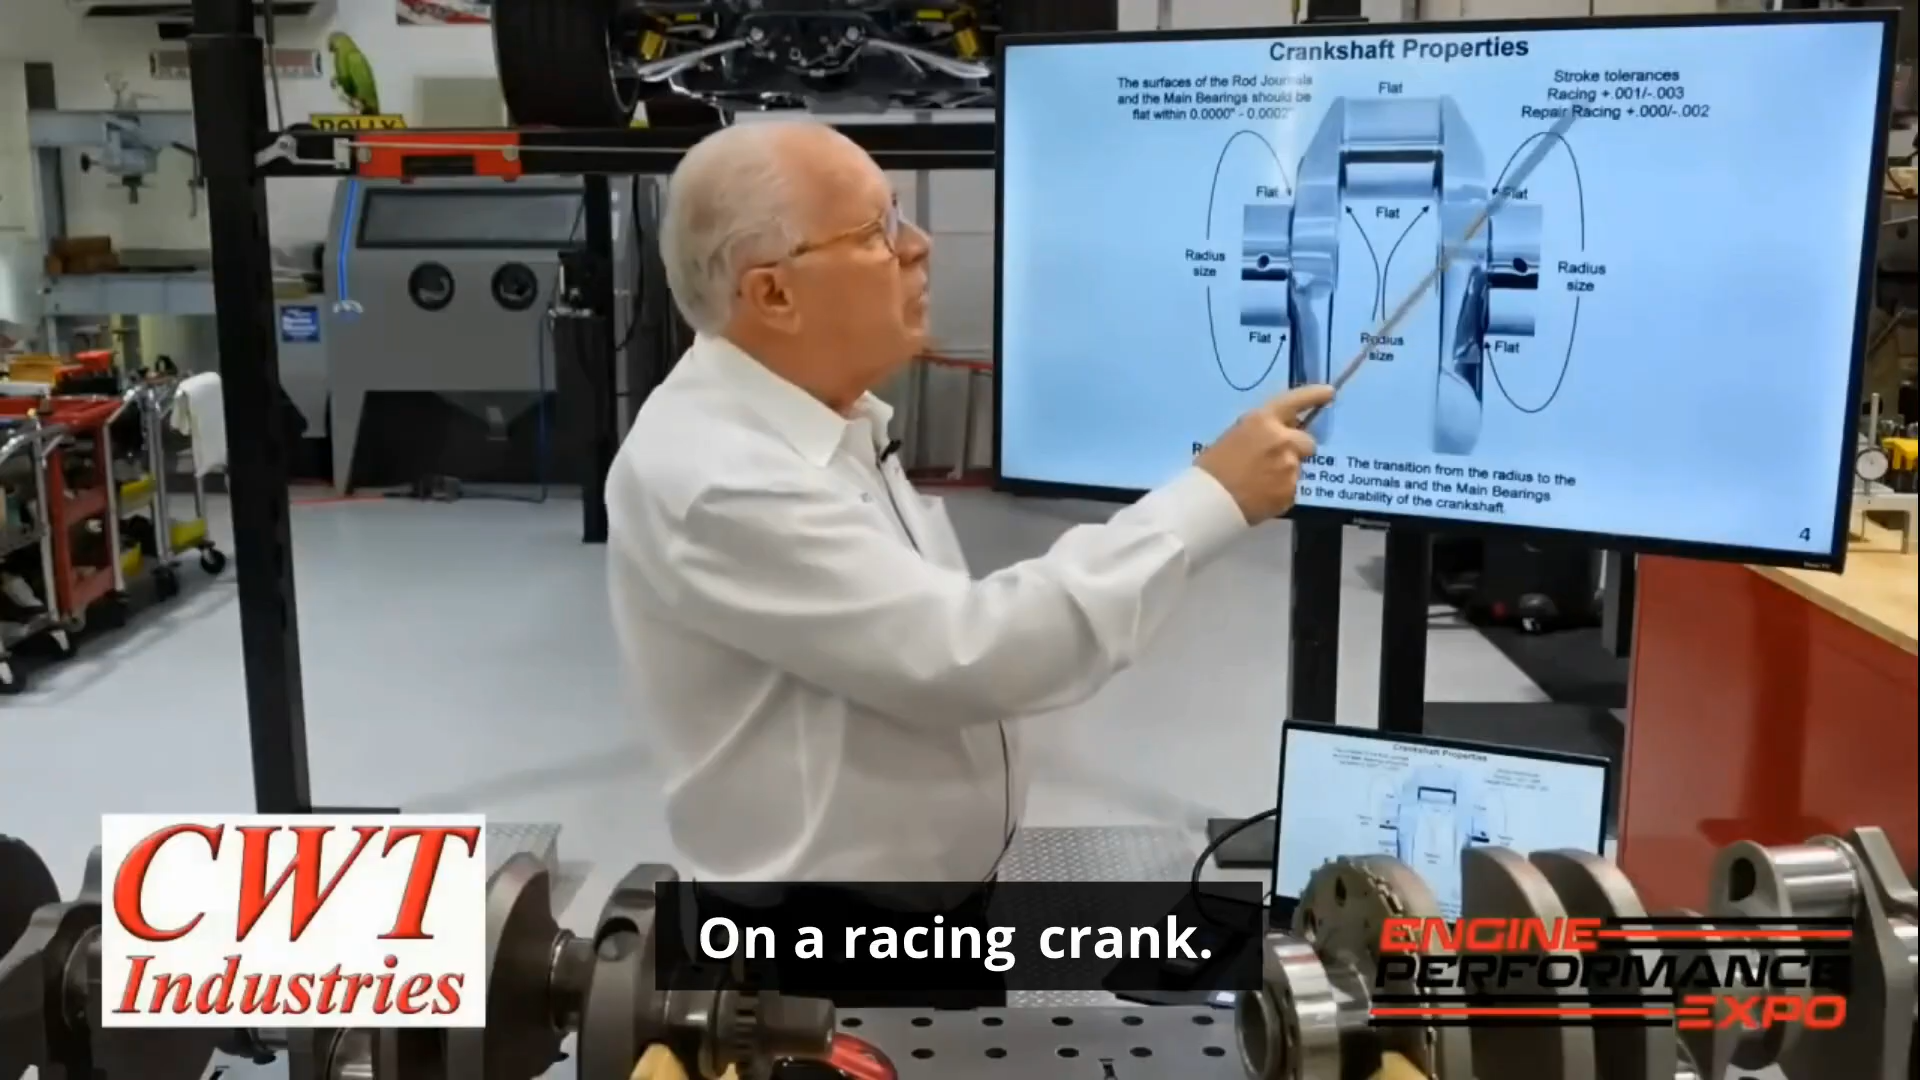 Crankshaft Properties
The surfaces of the Rod Journals
and the Main Bearings should be
flat within 0.0000" - 0.0002"
Flat
Stroke tolerances
Racing +.001/-.003
Repair Racing +.000/-.002
Flat
Flat
Flat
Radius
size
Radius
size
Flat
Radius
size
Flat
The transition from the radius to the
Rod Journals and the Main Bearings
to the durability of the crankshaft
4
POLLY
Crankshaft Properties
CWT
Industries
On a racing crank.
ENGINE
PERFORMANCE
EXPO